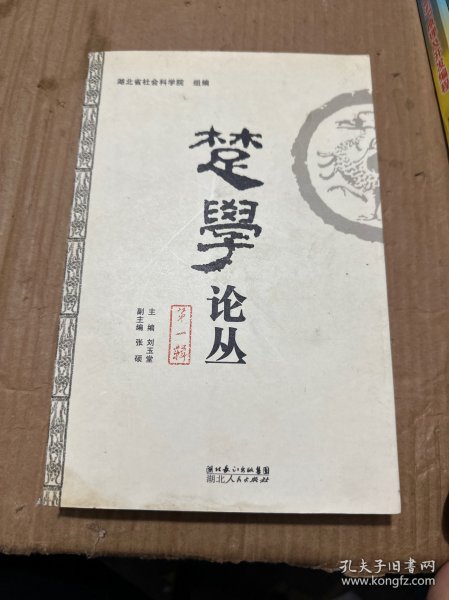 湖北省社会科学院 组编
楚學
论丛
第一辑
主编 刘玉堂
副主编 张硕
湖北长江出版集团
湖北人民出版社
孔夫子旧书网
www.kongfz.com